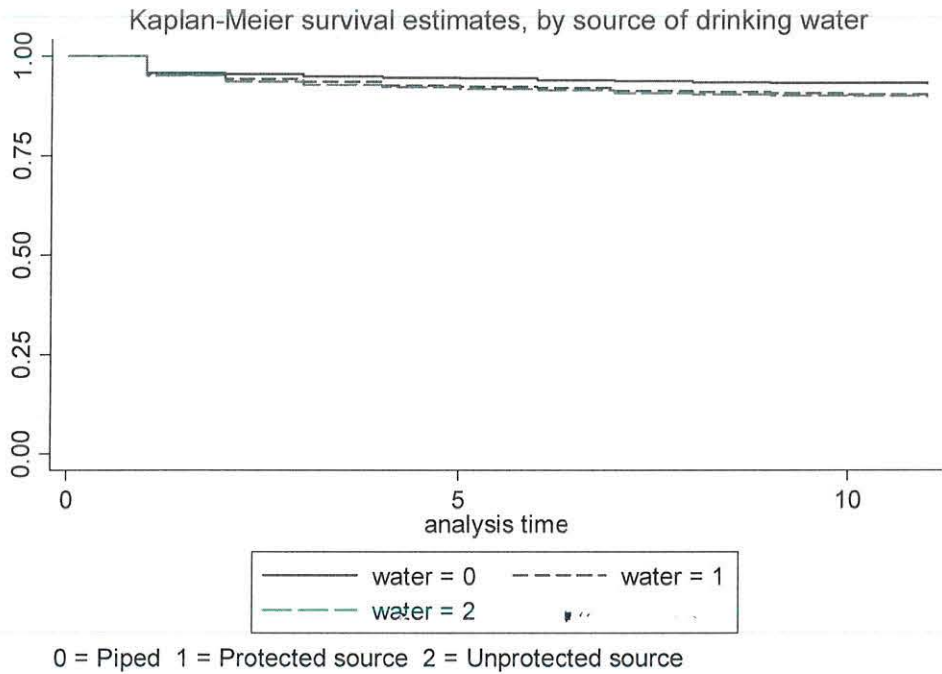 Kaplan-Meier survival estimates, by source of drinking water
1.00
0.75
0.50
0.25
0.00
0 5 10
analysis time
water = 0 water = 1
water = 2
0 = Piped 1 = Protected source 2 = Unprotected source